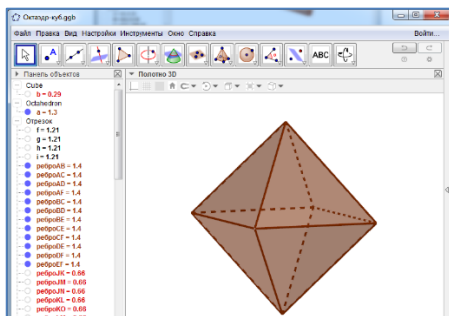 Октаэдр-куб.ggb
Файл Правка Вид Настройки Инструменты Окно Справка
Войти...
ABC
Панель объектов
Полотно 3D
Cube
b = 0.29
Octahedron
a = 1.3
Отрезок
f = 1.21
g = 1.21
h = 1.21
i = 1.21
реброAB = 1.4
реброAC = 1.4
реброAD = 1.4
реброAF = 1.4
реброBC = 1.4
реброBD = 1.4
реброBE = 1.4
реброCE = 1.4
реброCF = 1.4
реброDE = 1.4
реброDF = 1.4
реброEF = 1.4
реброJK = 0.66
реброJM = 0.66
реброJN = 0.66
реброKL = 0.66
реброKO = 0.66